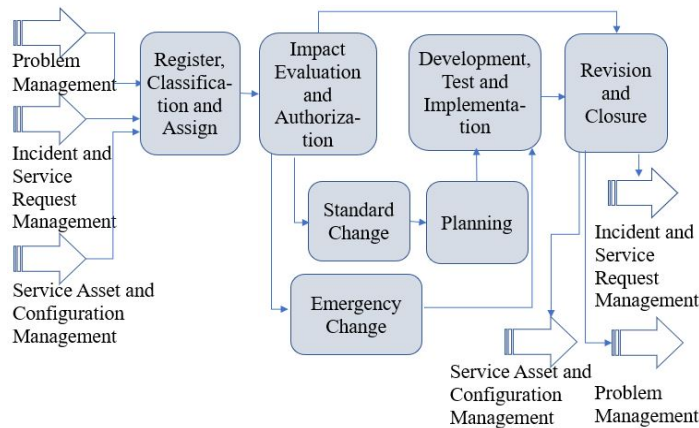 Problem
Management
Incident and
Service
Request
Management
Service Asset and
Configuration
Management
Register,
Classifica-
tion and
Assign
Impact
Evaluation
and
Authoriza-
tion
Standard
Change
Planning
Emergency
Change
Development,
Test and
Implementa-
tion
Revision
and
Closure
Incident and
Service
Request
Management
Service Asset and
Configuration
Management
Problem
Management